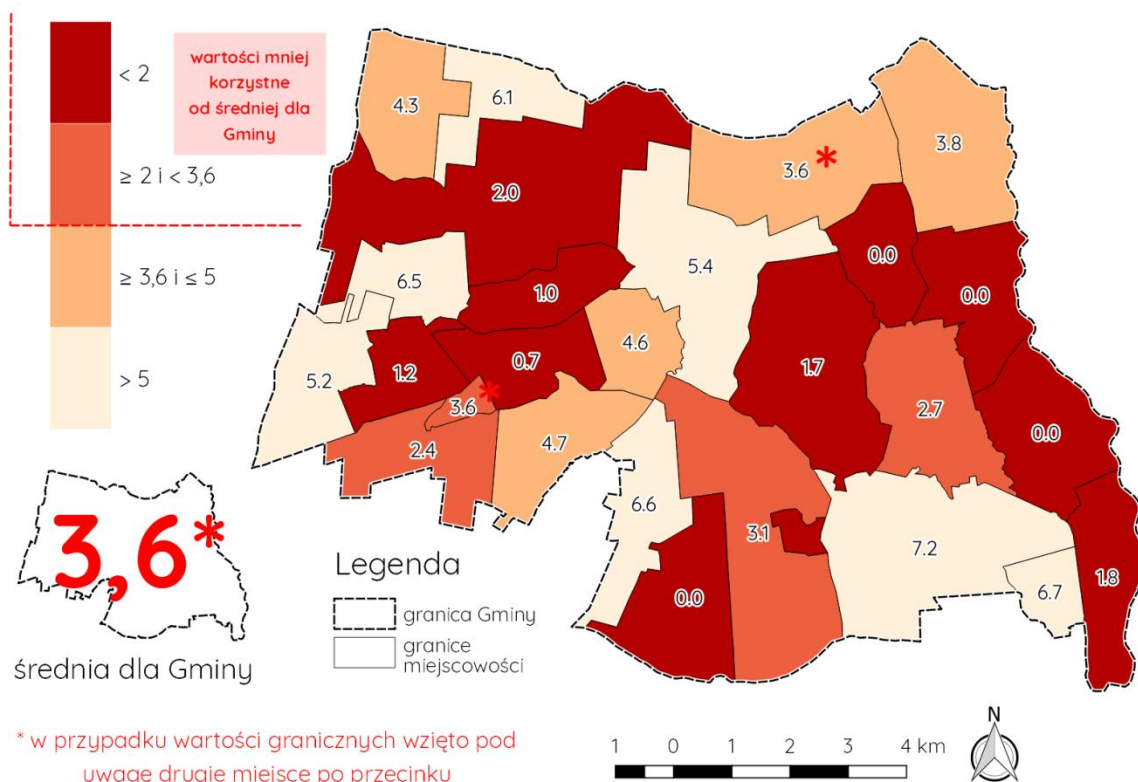 < 2
≥ 2 i < 3,6
≥ 3,6 i ≤ 5
> 5
wartości mniej
korzystne
od średniej dla
Gminy
4.3
6.1
3.6
*
3.8
2.0
0.0
5.4
6.5
1.0
0.0
4.6
0.7
1.2
1.7
5.2
3.6
*
2.7
2.4
4.7
0.0
6.6
3.1
7.2
0.0
6.7
1.8
3,6*
średnia dla Gminy
Legenda
granica Gminy
granice
miejscowości
* w przypadku wartości granicznych wzięto pod
uwagę drugie miejsce po przecinku
1 0 1 2 3 4 km
N